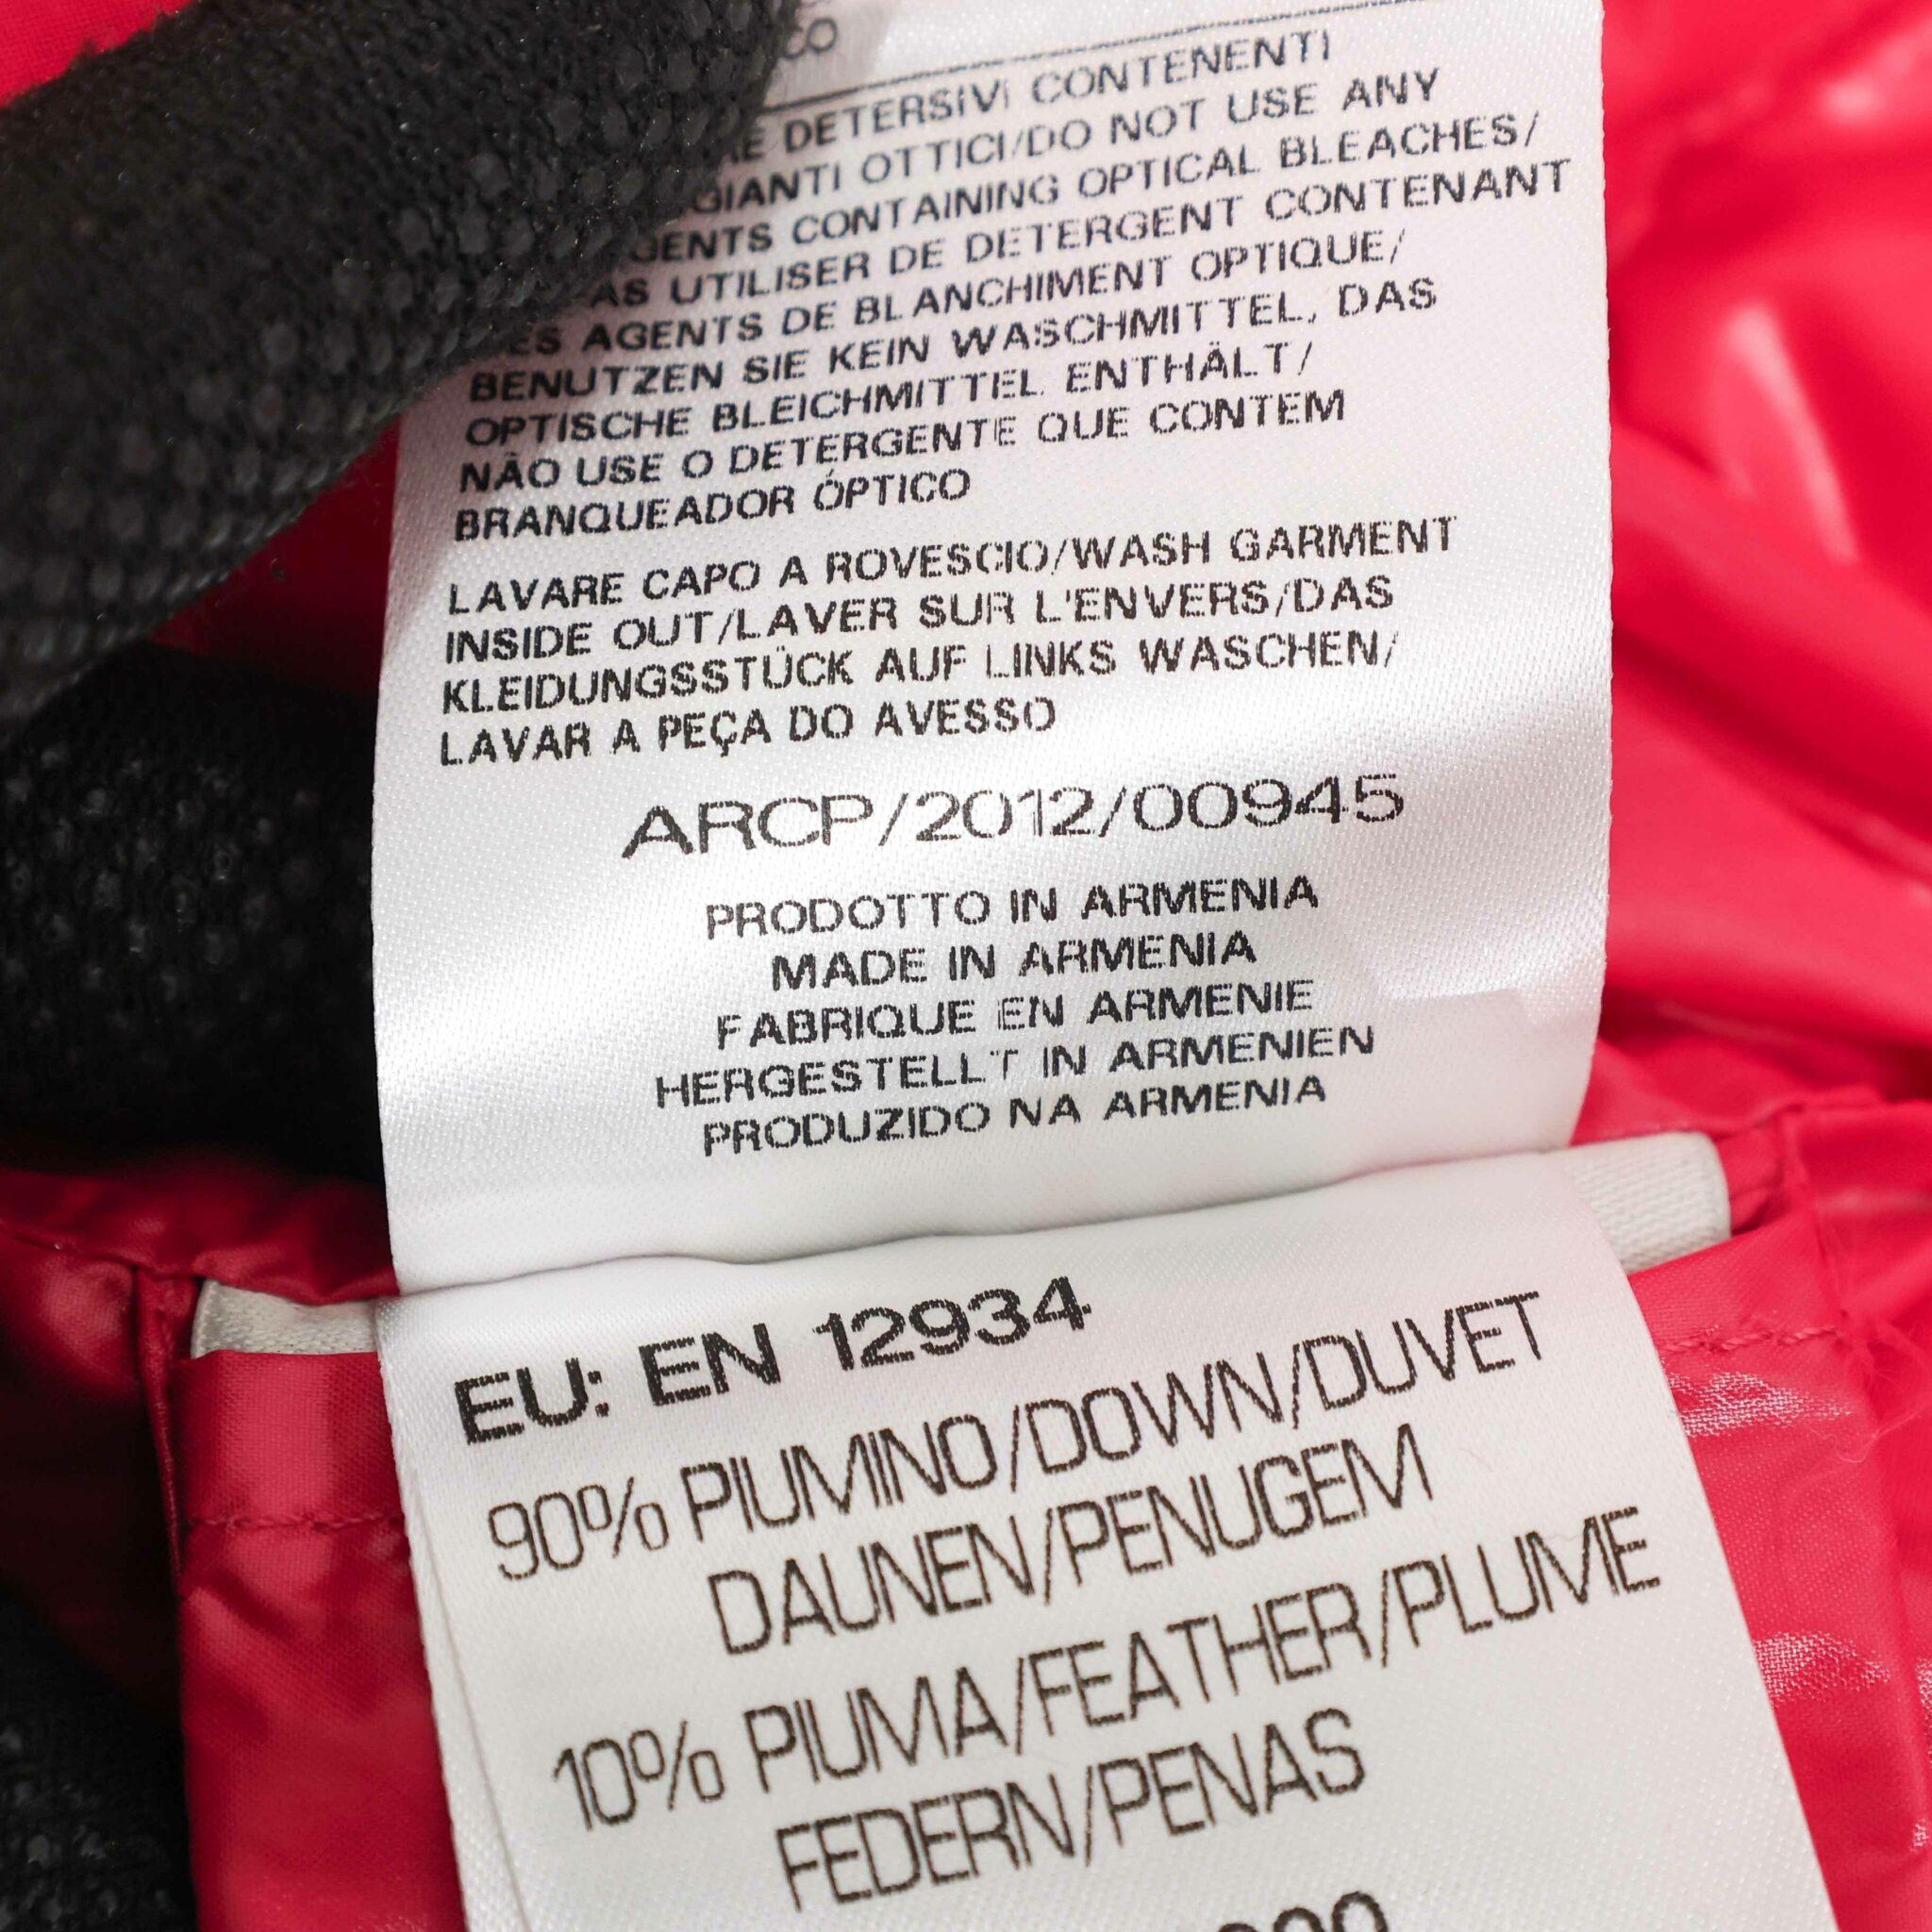 DETERSIVI CONTENENTI
OTTICI/DO NOT USE ANY
CONTAINING OPTICAL BLEACHES/
UTILISER DE DETERGENT CONTENANT
AGENTS DE BLANCHIMENT OPTIQUE/
BENUTZEN SIE KEIN WASCHMITTEL, DAS
OPTISCHE BLEICHMITTEL ENTHÄLT/
NÃO USE O DETERGENTE QUE CONTEM
BRANQUEADOR ÓPTICO
LAVARE CAPO A ROVESCIO/WASH GARMENT
INSIDE OUT/LAVER SUR L'ENVERS/DAS
KLEIDUNGSSTÜCK AUF LINKS WASCHEN/
LAVAR A PEÇA DO AVESSO
ARCP/2012/00945
PRODOTTO IN ARMENIA
MADE IN ARMENIA
FABRIQUE EN ARMENIE
HERGESTELLT IN ARMENIEN
PRODUZIDO NA ARMENIA
EU: EN 12934
90% PIUMINO/DOWN/DUVET
DAUNEN/PENUGEM
10% PIUMA/FEATHER/PLUME
FEDERN/PENAS